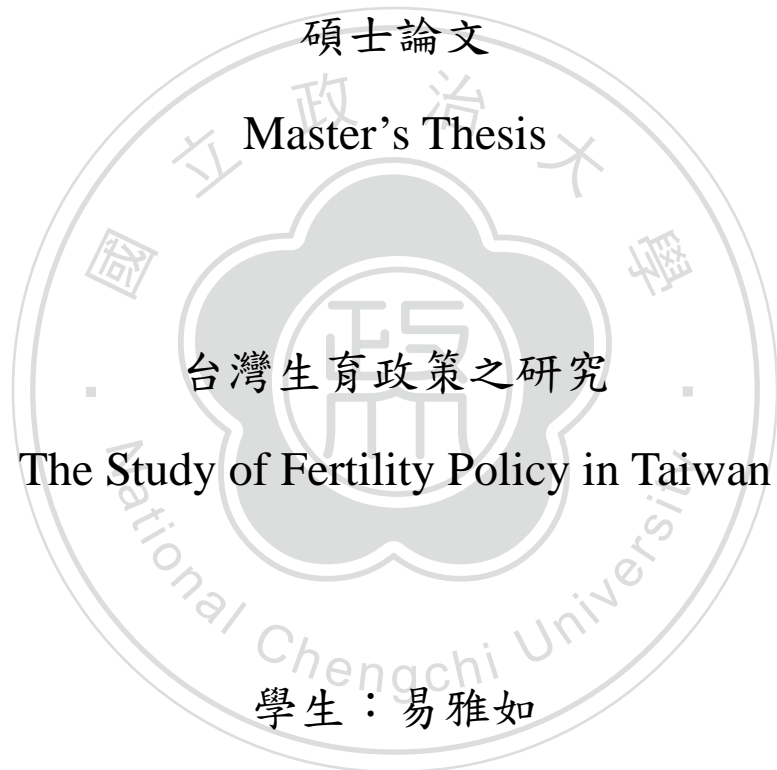 碩士論文
Master’s Thesis
台灣生育政策之研究
The Study of Fertility Policy in Taiwan
學生：易雅如
國立政治大學
National Chengchi University